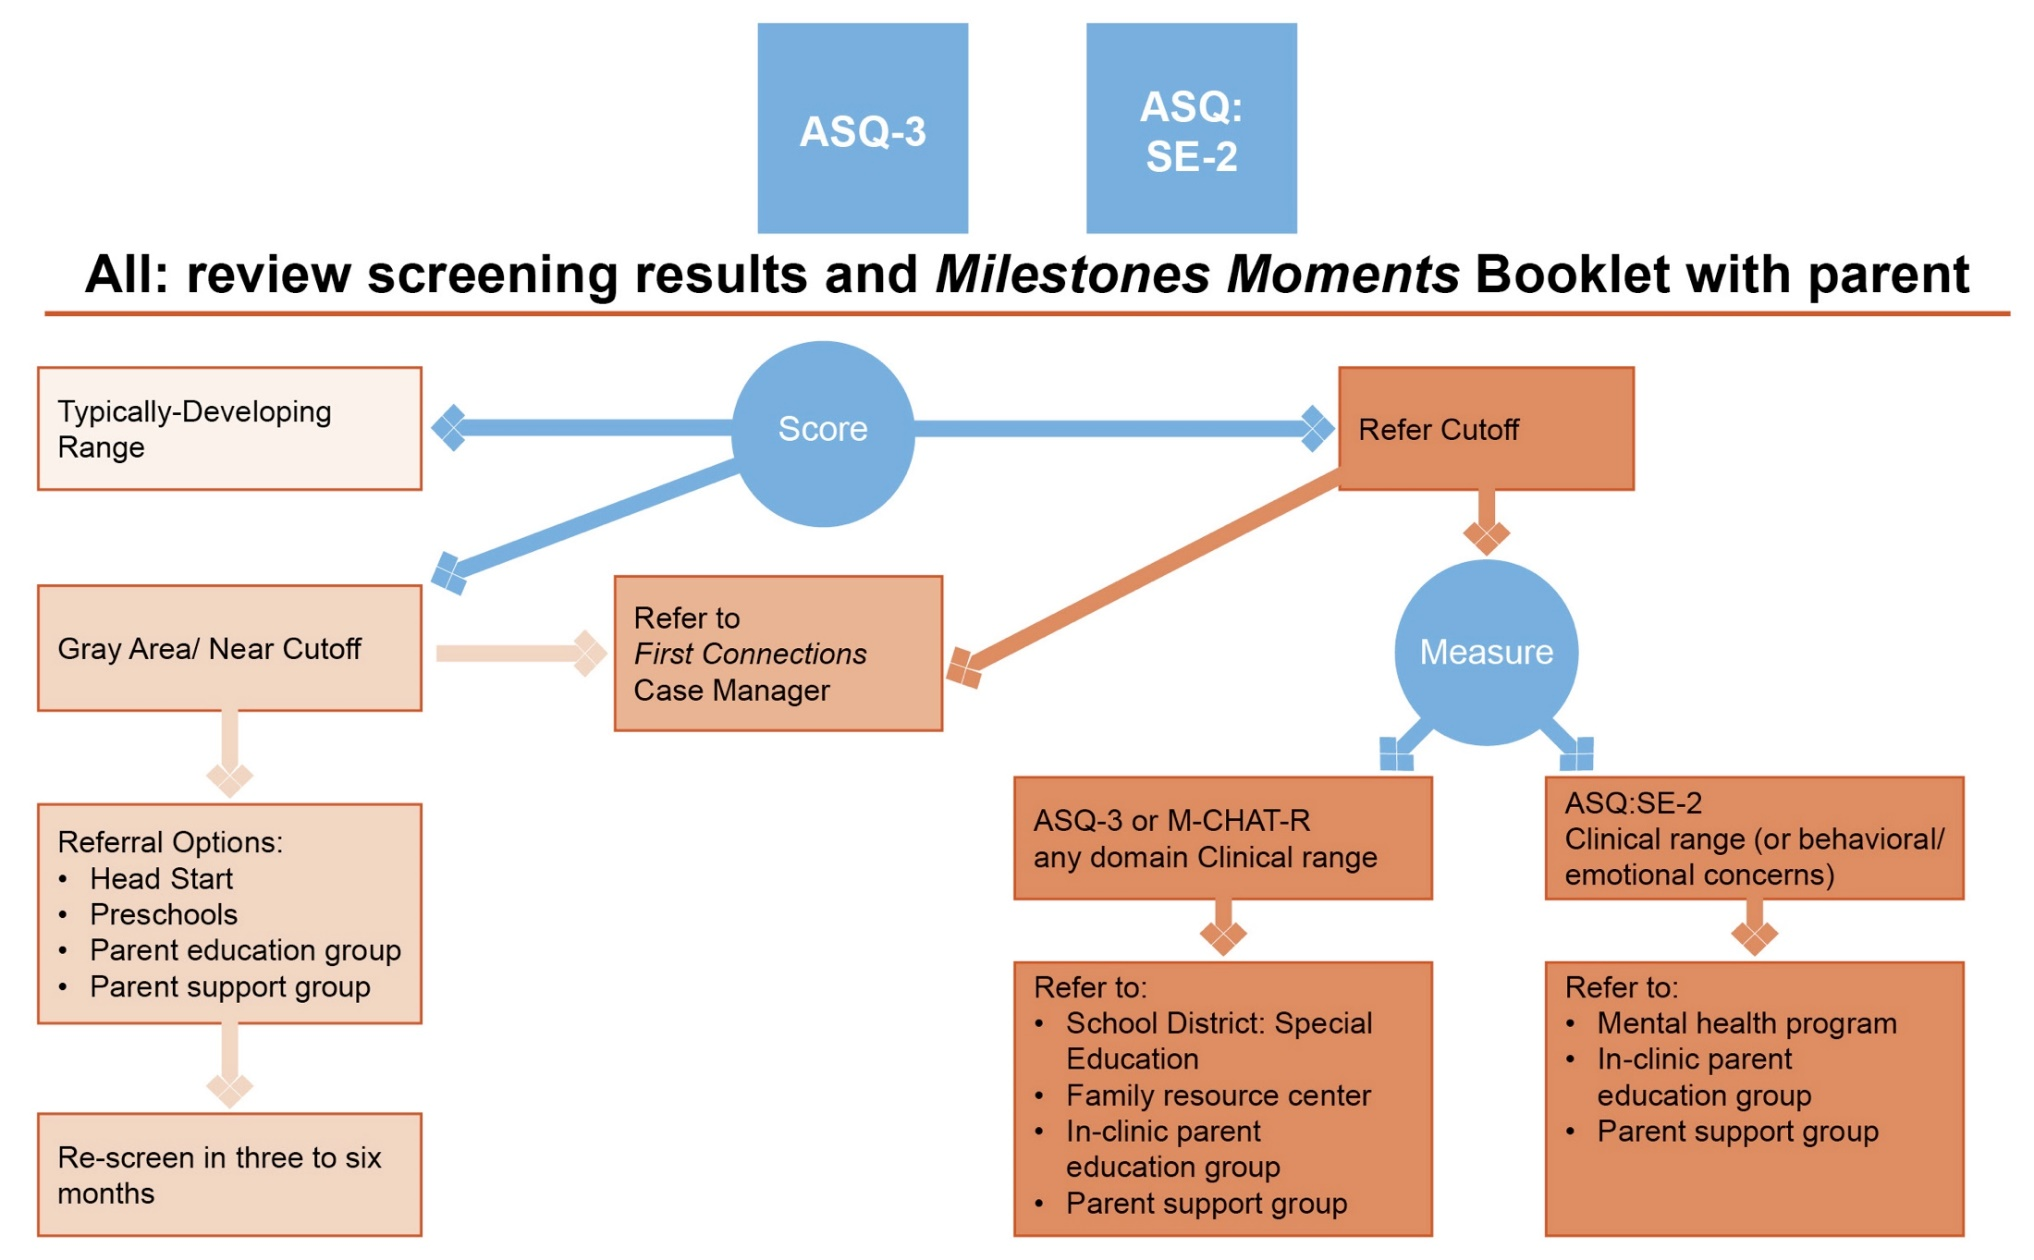 ASQ-3
ASQ:
SE-2
All: review screening results and Milestones Moments Booklet with parent
Typically-Developing
Range
Score
Refer Cutoff
Gray Area/ Near Cutoff
Refer to
First Connections
Case Manager
Measure
Referral Options:
• Head Start
• Preschools
• Parent education group
• Parent support group
Re-screen in three to six
months
ASQ-3 or M-CHAT-R
any domain Clinical range
Refer to:
• School District: Special
Education
• Family resource center
• In-clinic parent
education group
• Parent support group
ASQ:SE-2
Clinical range (or behavioral/
emotional concerns)
Refer to:
• Mental health program
• In-clinic parent
education group
• Parent support group